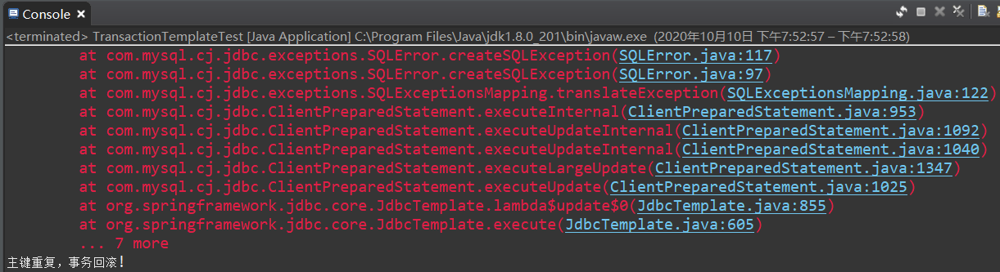 Console
<terminated> TransactionTemplateTest [Java Application] C:\Program Files\Java\jdk1.8.0_201\bin\javaw.exe (2020年10月10日 下午7:52:57 – 下午7:52:58)
at com.mysql.cj.jdbc.exceptions.SQLError.createSQLException(SQLError.java:117)
at com.mysql.cj.jdbc.exceptions.SQLError.createSQLException(SQLError.java:97)
at com.mysql.cj.jdbc.exceptions.SQLExceptionsMapping.translateException(SQLExceptionsMapping.java:122)
at com.mysql.cj.jdbc.ClientPreparedStatement.executeInternal(ClientPreparedStatement.java:953)
at com.mysql.cj.jdbc.ClientPreparedStatement.executeUpdateInternal(ClientPreparedStatement.java:1092)
at com.mysql.cj.jdbc.ClientPreparedStatement.executeUpdateInternal(ClientPreparedStatement.java:1040)
at com.mysql.cj.jdbc.ClientPreparedStatement.executeLargeUpdate(ClientPreparedStatement.java:1347)
at com.mysql.cj.jdbc.ClientPreparedStatement.executeUpdate(ClientPreparedStatement.java:1025)
at org.springframework.jdbc.core.JdbcTemplate.lambda$update$0(JdbcTemplate.java:855)
at org.springframework.jdbc.core.JdbcTemplate.execute(JdbcTemplate.java:605)
... 7 more
主键重复，事务回滚！